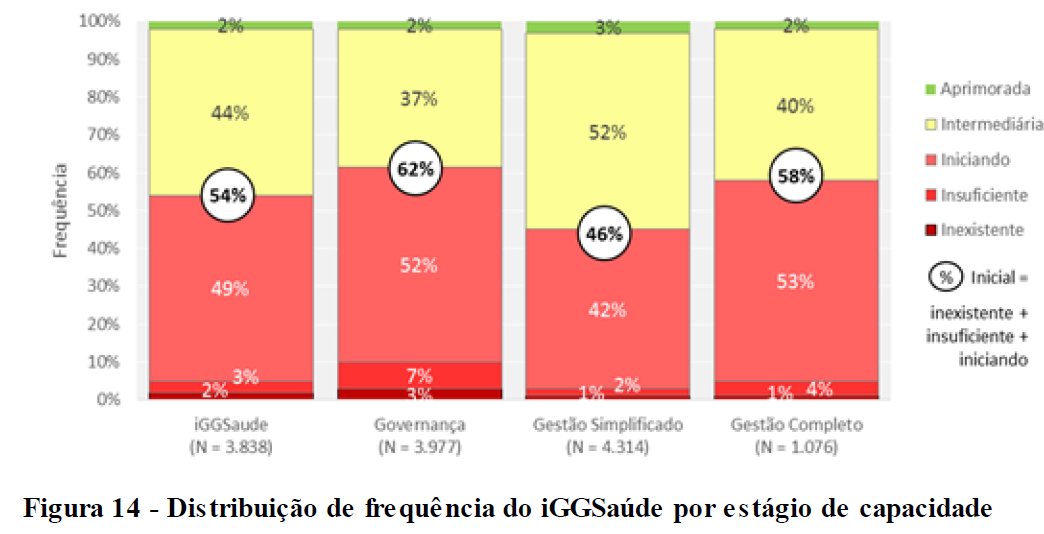 100%
90%
80%
70%
60%
50%
40%
30%
20%
10%
0%
Frequência
2%
44%
54%
49%
3%
2%
2%
37%
62%
52%
7%
3%
3%
52%
46%
42%
2%
1%
2%
40%
58%
53%
4%
1%
iGGSaude
(N = 3.838)
Governança
(N = 3.977)
Gestão Simplificado
(N = 4.314)
Gestão Completo
(N = 1.076)
Aprimorada
Intermediária
Iniciando
Insuficiente
Inexistente
% Inicial =
inexistente +
insuficiente +
iniciando
Figura 14 - Distribuição de frequência do iGGSaúde por estágio de capacidade